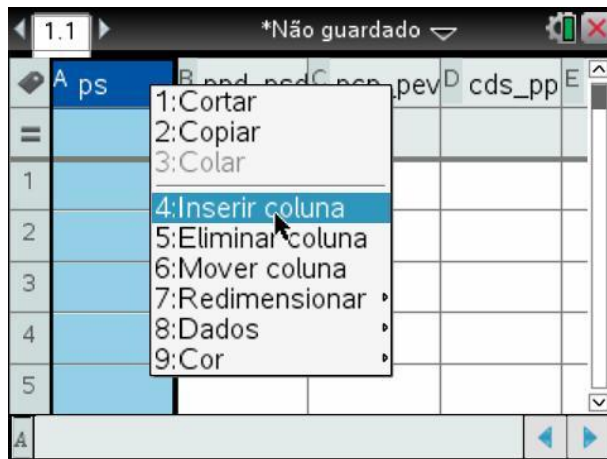 1.1 *Não guardado
A ps B ppd_psd C pcp_pev D cds_pp E
=
1:Cortar
2:Copiar
3:Colar
4:Inserir coluna
5:Eliminar coluna
6:Mover coluna
7:Redimensionar
8:Dados
9:Cor
1
2
3
4
5
A